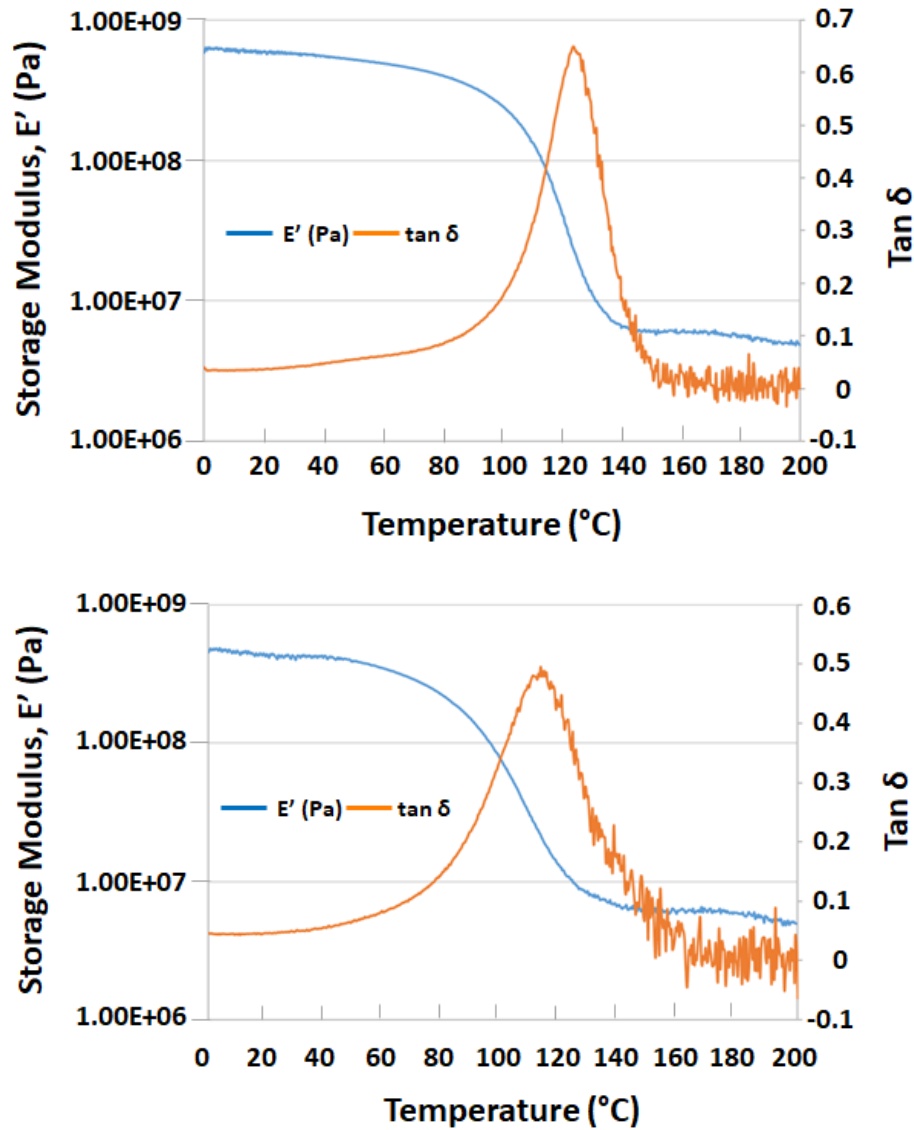 1.00E+09
1.00E+08
1.00E+07
1.00E+06
Storage Modulus, E’ (Pa)
E’ (Pa) tan δ
0.7
0.6
0.5
0.4
0.3
0.2
0.1
0
-0.1
Tan δ
0 20 40 60 80 100 120 140 160 180 200
Temperature (°C)
1.00E+09
1.00E+08
1.00E+07
1.00E+06
Storage Modulus, E’ (Pa)
E’ (Pa) tan δ
0.6
0.5
0.4
0.3
0.2
0.1
0
-0.1
Tan δ
0 20 40 60 80 100 120 140 160 180 200
Temperature (°C)